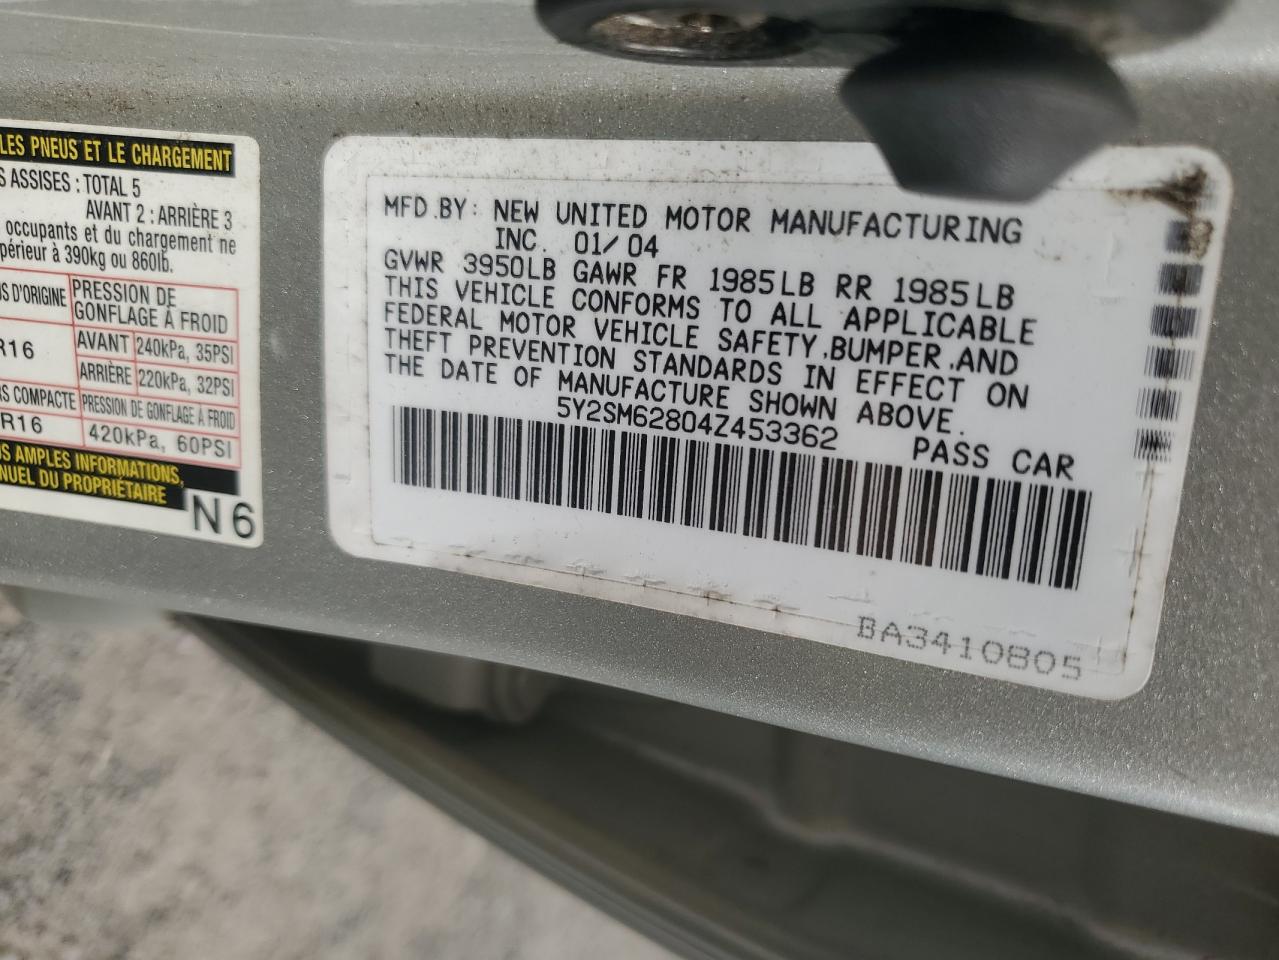 LES PNEUS ET LE CHARGEMENT
S ASSISES : TOTAL 5
AVANT 2 : ARRIÈRE 3
occupants et du chargement ne
périeur à 390kg ou 860lb.
S D'ORIGINE
PRESSION DE
GONFLAGE À FROID
R16
AVANT 240kPa, 35PSI
ARRIÈRE 220kPa, 32PSI
RS COMPACTE PRESSION DE GONFLAGE À FROID
R16 420kPa, 60PSI
S AMPLES INFORMATIONS,
NUEL DU PROPRIÉTAIRE
N 6
MFD.BY: NEW UNITED MOTOR MANUFACTURING
INC. 01/04
GVWR 3950LB GAWR FR 1985LB RR 1985LB
THIS VEHICLE CONFORMS TO ALL APPLICABLE
FEDERAL MOTOR VEHICLE SAFETY,BUMPER,AND
THEFT PREVENTION STANDARDS IN EFFECT ON
THE DATE OF MANUFACTURE SHOWN ABOVE.
5Y2SM62804Z453362 PASS CAR
BA3410805